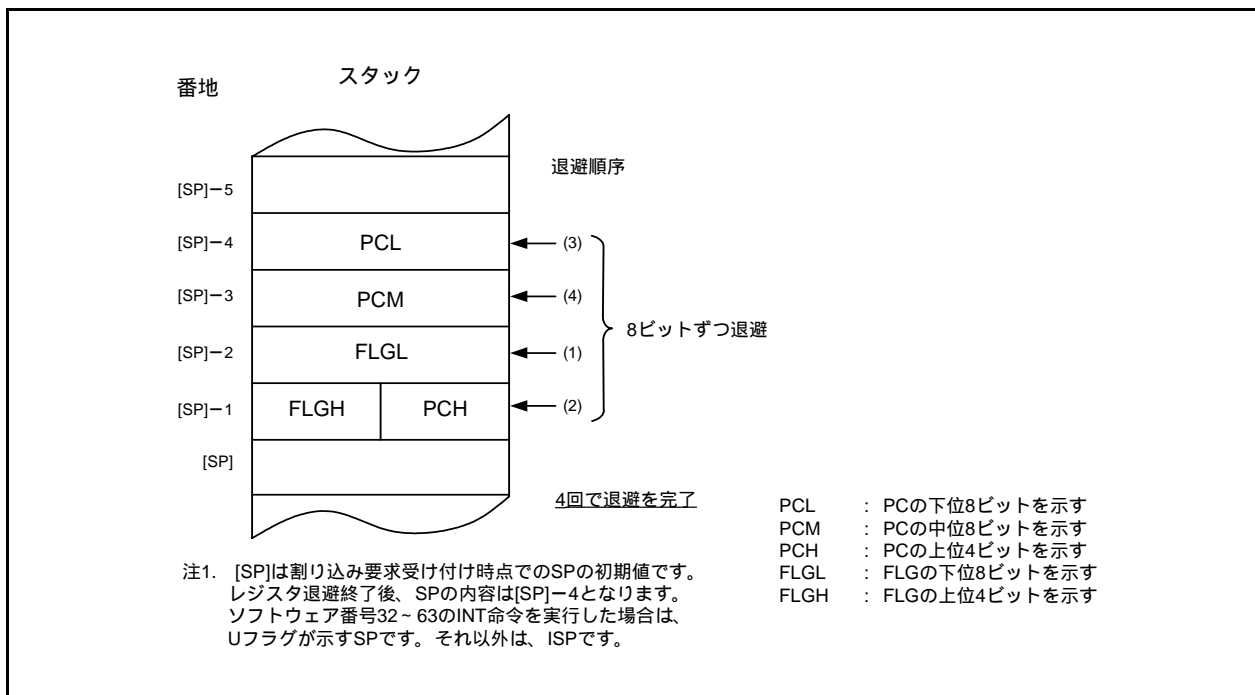 番地
スタック
退避順序
[SP]－5
[SP]－4
PCL
(3)
[SP]－3
PCM
(4)
8ビットずつ退避
[SP]－2
FLGL
(1)
[SP]－1
FLGH
PCH
(2)
[SP]
4回で退避を完了
PCL : PCの下位8ビットを示す
PCM : PCの中位8ビットを示す
PCH : PCの上位4ビットを示す
FLGL : FLGの下位8ビットを示す
FLGH : FLGの上位4ビットを示す
注1. [SP]は割り込み要求受け付け時点でのSPの初期値です。
レジスタ退避終了後、SPの内容は[SP]－4となります。
ソフトウェア番号32～63のINT命令を実行した場合は、
Uフラグが示すSPです。それ以外は、ISPです。